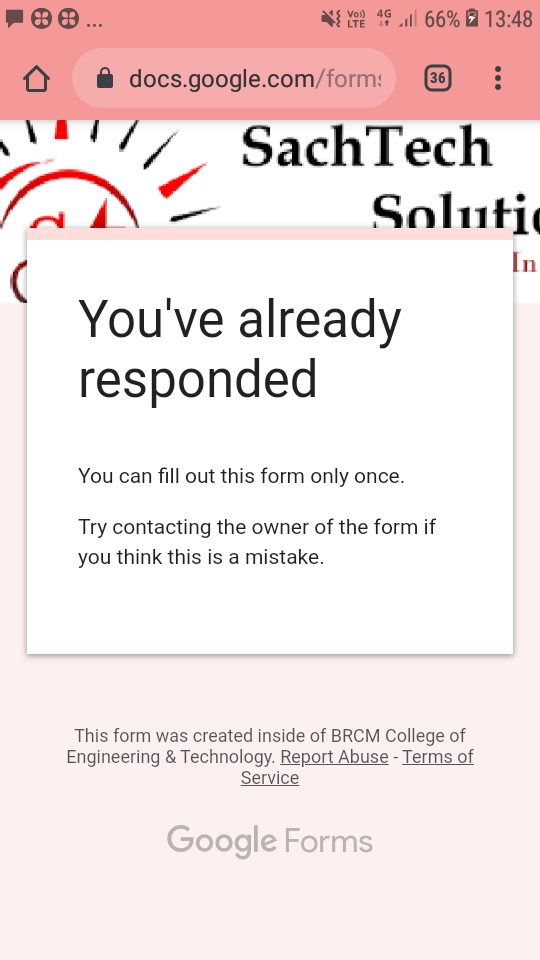 ... Vo)) LTE 4G 66% 13:48
docs.google.com/forms 36
SachTech
Solutio
In
You've already
responded
You can fill out this form only once.
Try contacting the owner of the form if
you think this is a mistake.
This form was created inside of BRCM College of
Engineering & Technology. Report Abuse - Terms of
Service
Google Forms